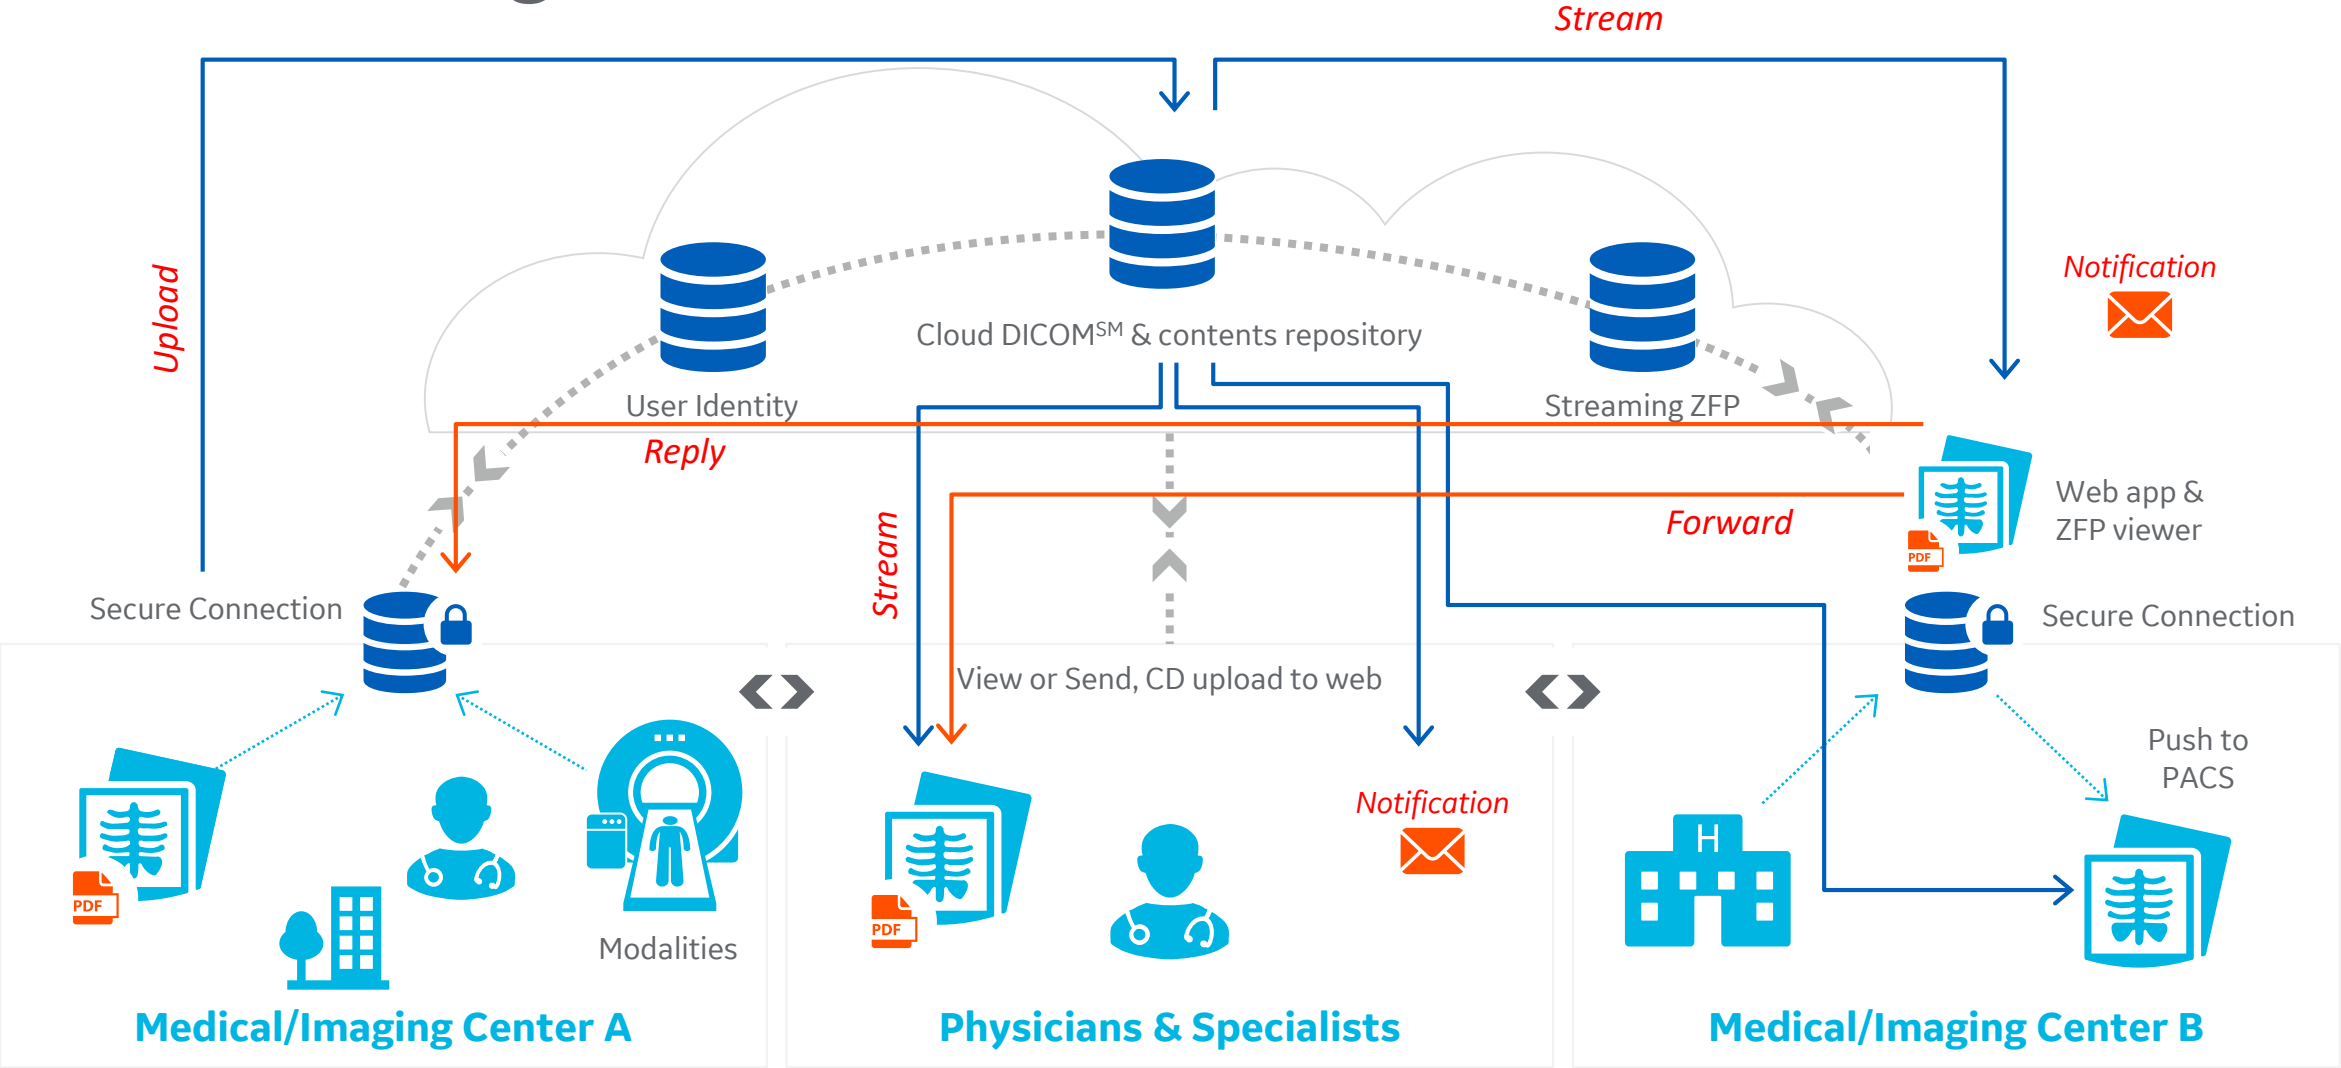 Stream
Upload
Notification
Cloud DICOM℠ & contents repository
User Identity
Streaming ZFP
Reply
Web app &
ZFP viewer
Forward
PDF
Stream
Secure Connection
Secure Connection
View or Send, CD upload to web
Push to
PACS
Notification
H
PDF
PDF
Modalities
Medical/Imaging Center A
Physicians & Specialists
Medical/Imaging Center B